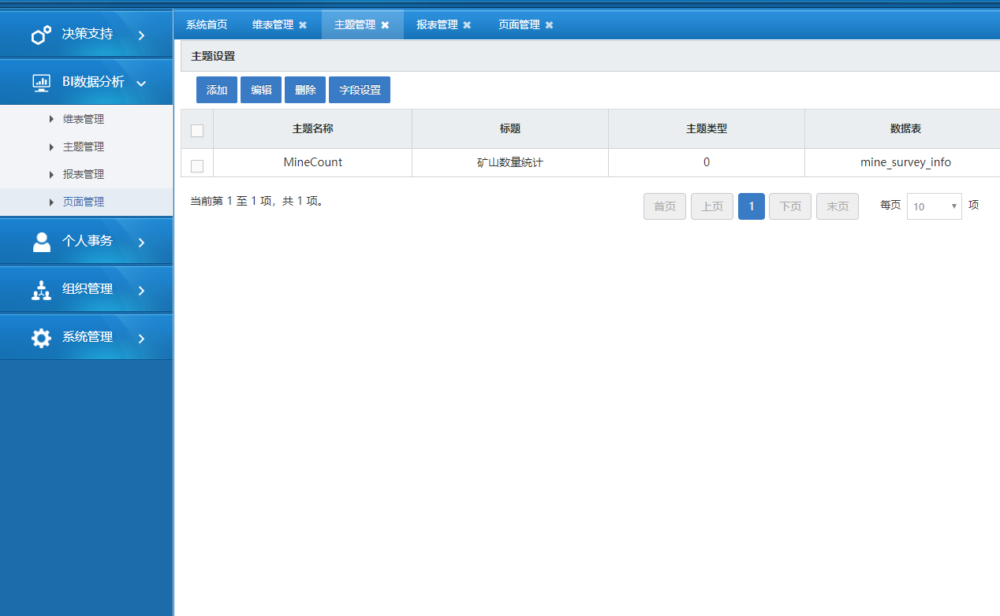 系统首页 维表管理 主题管理 报表管理 页面管理
决策支持
BI数据分析
维表管理
主题管理
报表管理
页面管理
个人事务
组织管理
系统管理
主题设置
添加 编辑 删除 字段设置
主题名称 标题 主题类型 数据表
MineCount 矿山数量统计 0 mine_survey_info
当前第 1 至 1 项，共 1 项。 首页 上页 1 下页 末页 每页 10 项